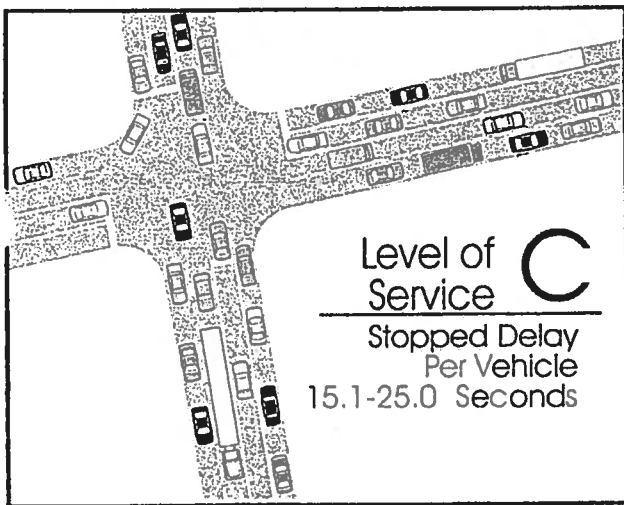 Level of
Service C
Stopped Delay
Per Vehicle
15.1-25.0 Seconds